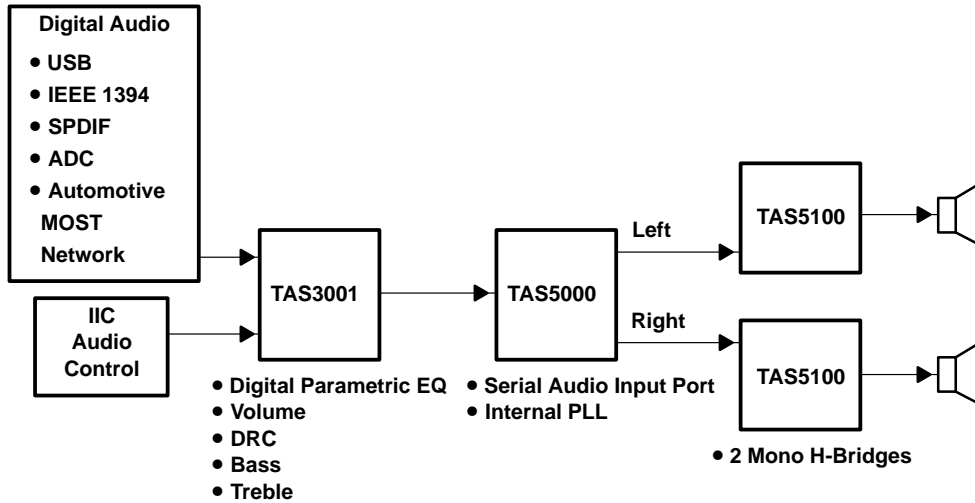 Digital Audio
• USB
• IEEE 1394
• SPDIF
• ADC
• Automotive
MOST
Network
IIC
Audio
Control
TAS3001
• Digital Parametric EQ
• Volume
• DRC
• Bass
• Treble
TAS5000
• Serial Audio Input Port
• Internal PLL
Left
Right
TAS5100
TAS5100
• 2 Mono H-Bridges